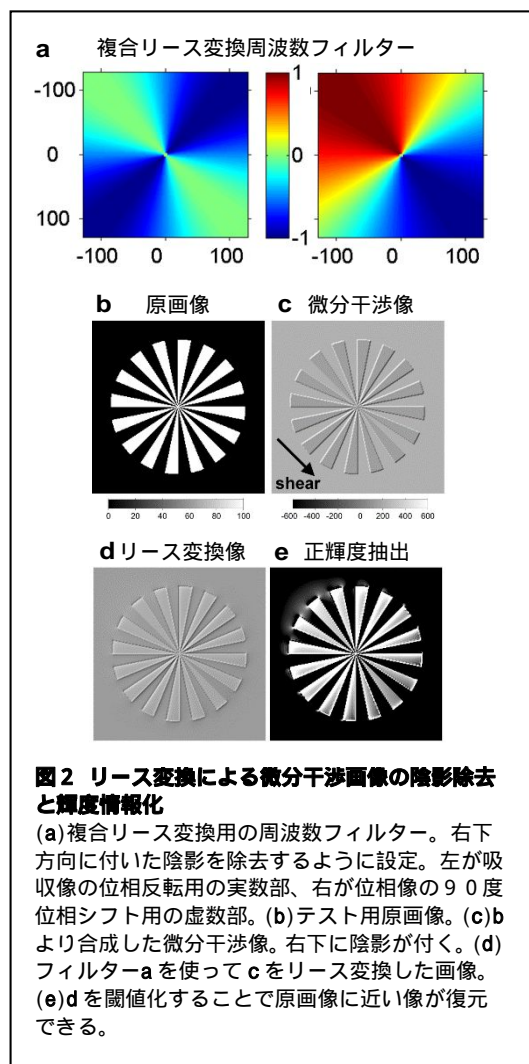 a 複合リース変換周波数フィルター
-100
0
100
-100 0 100
1
0
-1
-100 0 100
b 原画像 c 微分干渉像
shear
0 20 40 60 80 100
-600 -400 -200 0 200 400 600
d リース変換像 e 正輝度抽出
図2 リース変換による微分干渉画像の陰影除去
と輝度情報化
(a)複合リース変換用の周波数フィルター。右下
方向に付いた陰影を除去するように設定。左が吸
収像の位相反転用の実数部、右が位相像の90度
位相シフト用の虚数部。(b)テスト用原画像。(c)b
より合成した微分干渉像。右下に陰影が付く。(d)
フィルターaを使ってcをリース変換した画像。
(e)dを閾値化することで原画像に近い像が復元
できる。